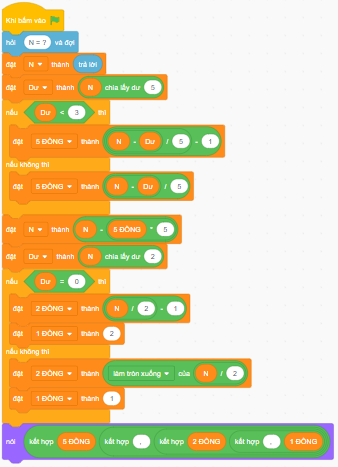 Khi bấm vào
hỏi N = ? và đợi
đặt N thành trả lời
đặt Dư thành N chia lấy dư 5
nếu Dư < 3 thì
đặt 5 ĐỒNG thành N - Dư / 5 - 1
nếu không thì
đặt 5 ĐỒNG thành N - Dư / 5
đặt N thành N - 5 ĐỒNG * 5
đặt Dư thành N chia lấy dư 2
nếu Dư = 0 thì
đặt 2 ĐỒNG thành N / 2 - 1
đặt 1 ĐỒNG thành 2
nếu không thì
đặt 2 ĐỒNG thành làm tròn xuống của N / 2
đặt 1 ĐỒNG thành 1
nói kết hợp 5 ĐỒNG kết hợp , kết hợp 2 ĐỒNG kết hợp , 1 ĐỒNG